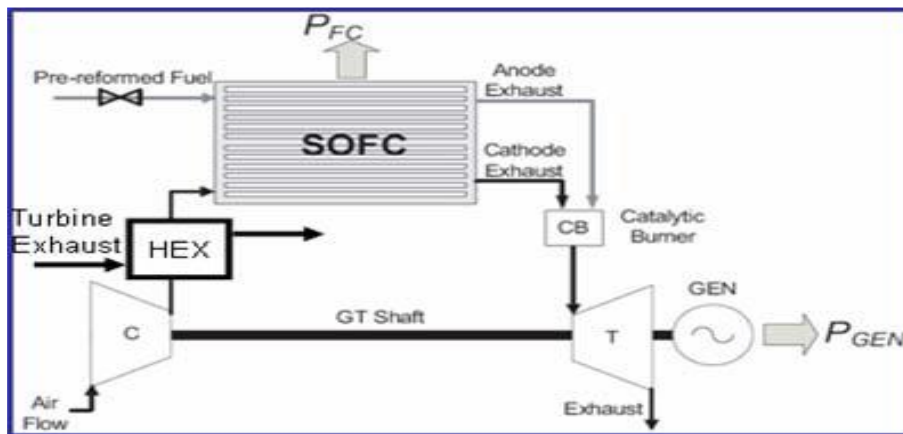 P_FC
Pre-reformed Fuel
Anode
Exhaust
SOFC
Cathode
Exhaust
Turbine
Exhaust
HEX
CB
Catalytic
Burner
GEN
GT Shaft
C
T
P_GEN
Air
Flow
Exhaust